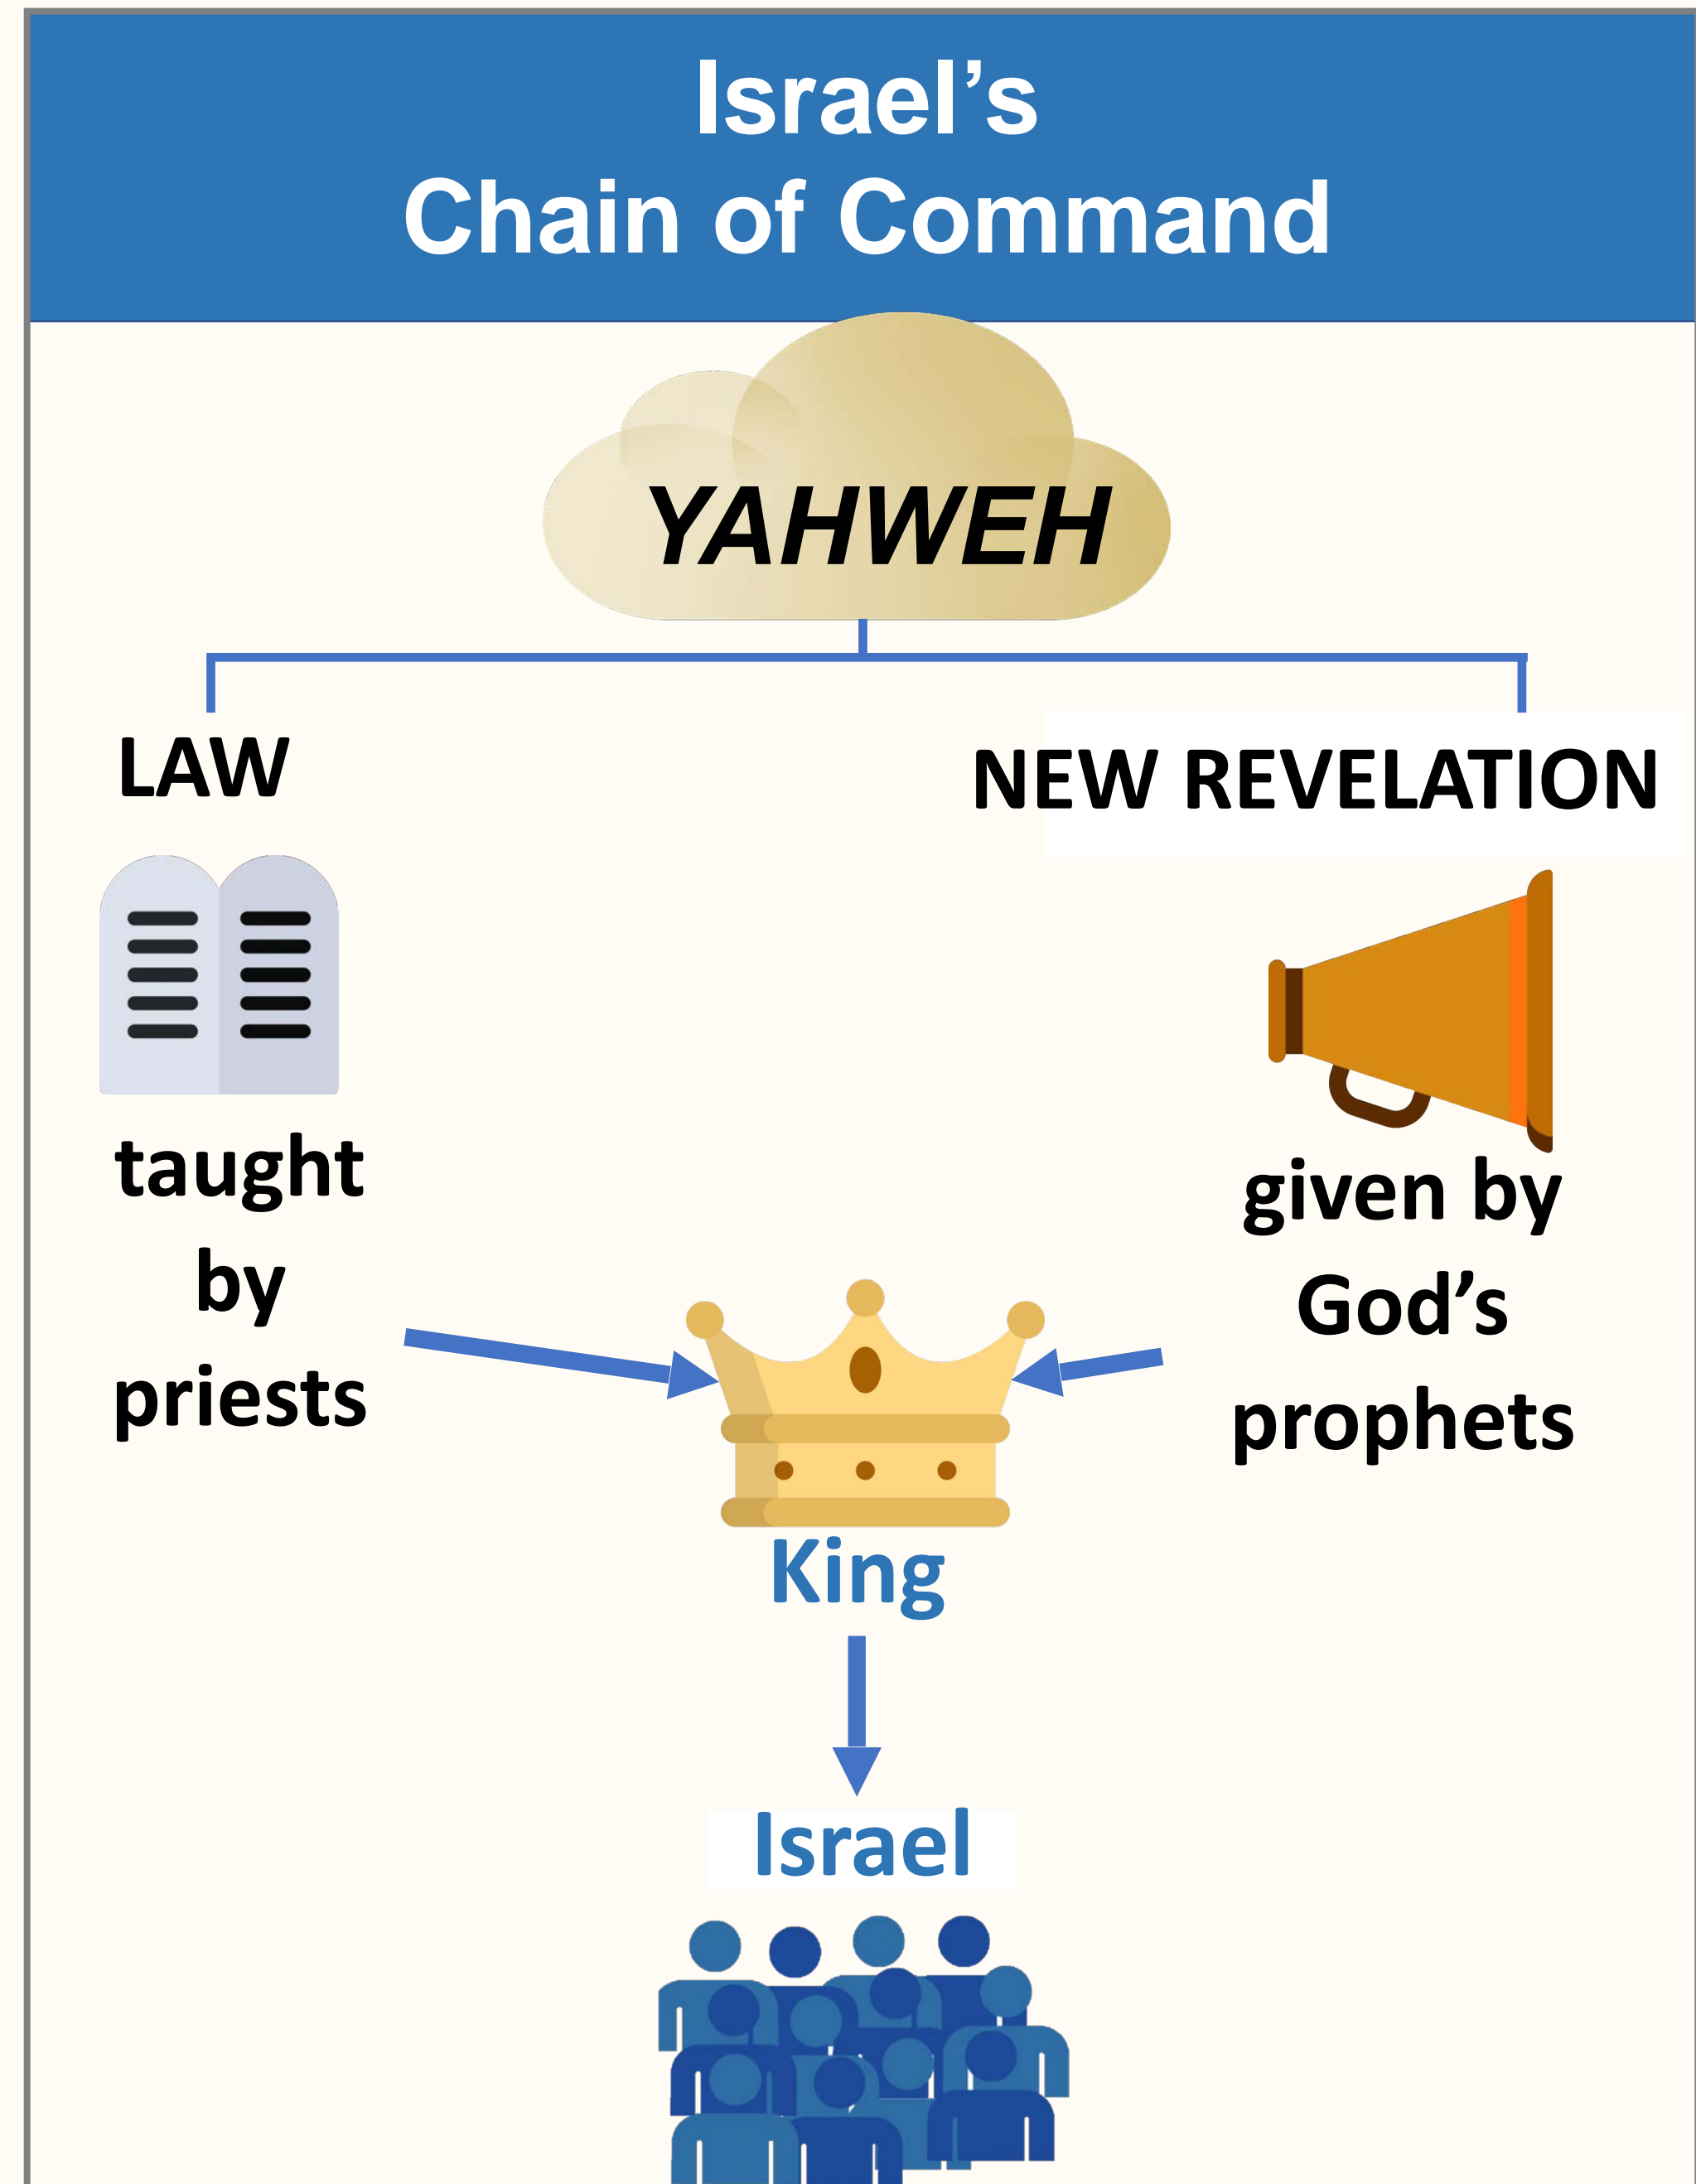 Israel’s
Chain of Command
YAHWEH
LAW
NEW REVELATION
taught
by
priests
given by
God’s
prophets
King
Israel